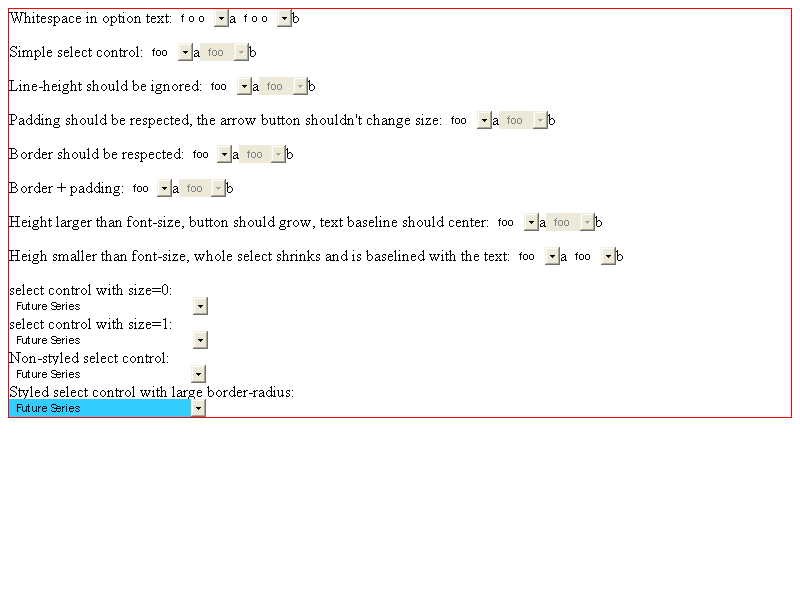 Whitespace in option text: f o o a f o o b
Simple select control: foo a foo b
Line-height should be ignored: foo a foo b
Padding should be respected, the arrow button shouldn't change size: foo a foo b
Border should be respected: foo a foo b
Border + padding: foo a foo b
Height larger than font-size, button should grow, text baseline should center: foo a foo b
Heigh smaller than font-size, whole select shrinks and is baselined with the text: foo a foo b
select control with size=0:
Future Series
select control with size=1:
Future Series
Non-styled select control:
Future Series
Styled select control with large border-radius:
Future Series